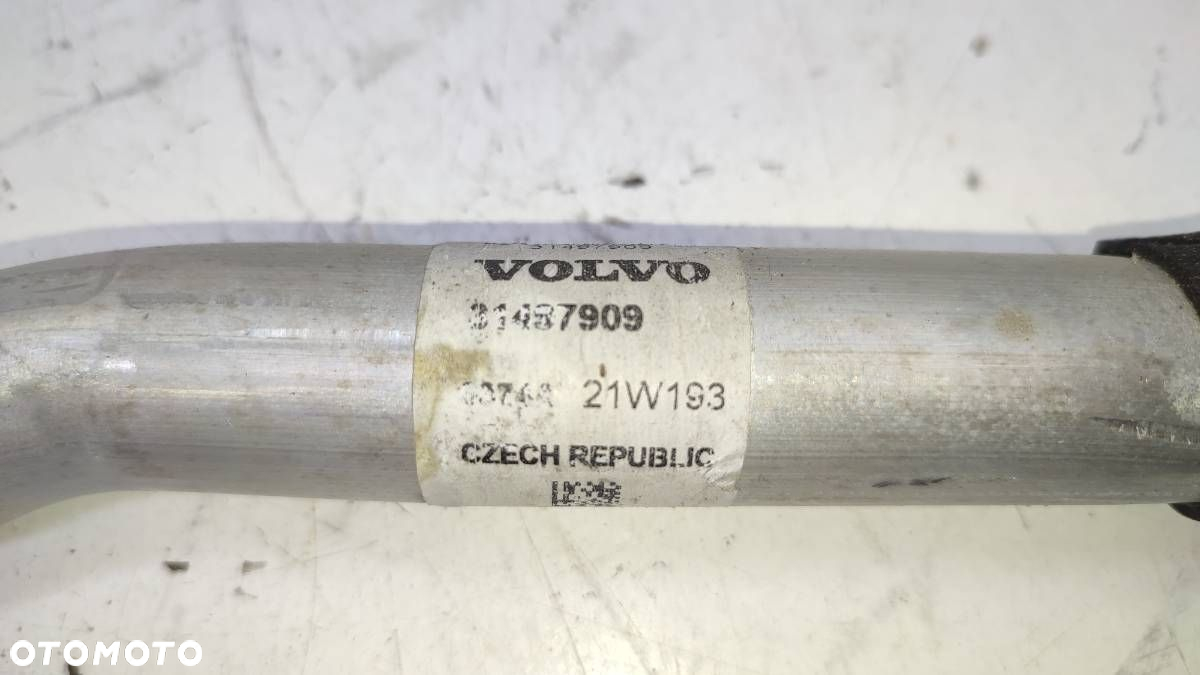 VOLVO
31487909
21W193
CZECH REPUBLIC
OTOMOTO